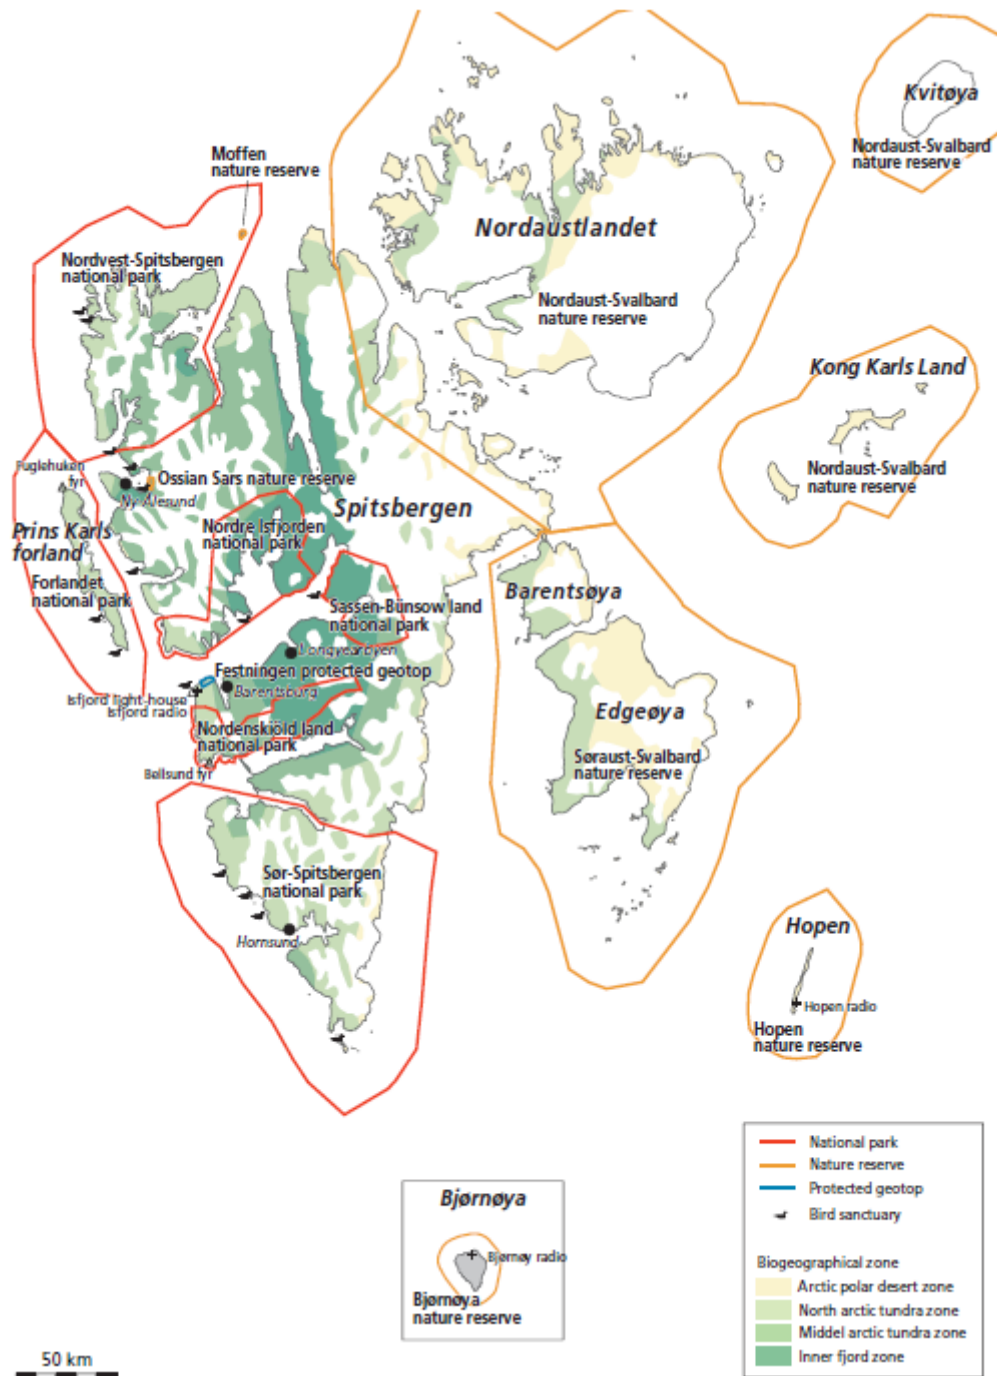 Kvitøya
Nordaust-Svalbard
nature reserve
Moffen
nature reserve
Nordaustlandet
Nordvest-Spitsbergen
national park
Nordaust-Svalbard
nature reserve
Kong Karls Land
Nordaust-Svalbard
nature reserve
Fuglehuken
fyr
Ossian Sars nature reserve
Ny Ålesund
Spitsbergen
Prins Karls
forland
Nordre Isfjorden
national park
Forlandet
national park
Sassen-Bünsow land
national park
Barentsøya
Longyearbyen
Festningen protected geotop
Barentsburg
Isfjord light-house
Isfjord radio
Edgeøya
Nordenskiöld land
national park
Søraust-Svalbard
nature reserve
Bellsund fyr
Sør-Spitsbergen
national park
Hornsund
Hopen
Hopen radio
Hopen
nature reserve
Bjørnøya
Bjørnøy radio
Bjørnøya
nature reserve
National park
Nature reserve
Protected geotop
Bird sanctuary
Biogeographical zone
Arctic polar desert zone
North arctic tundra zone
Middel arctic tundra zone
Inner fjord zone
50 km